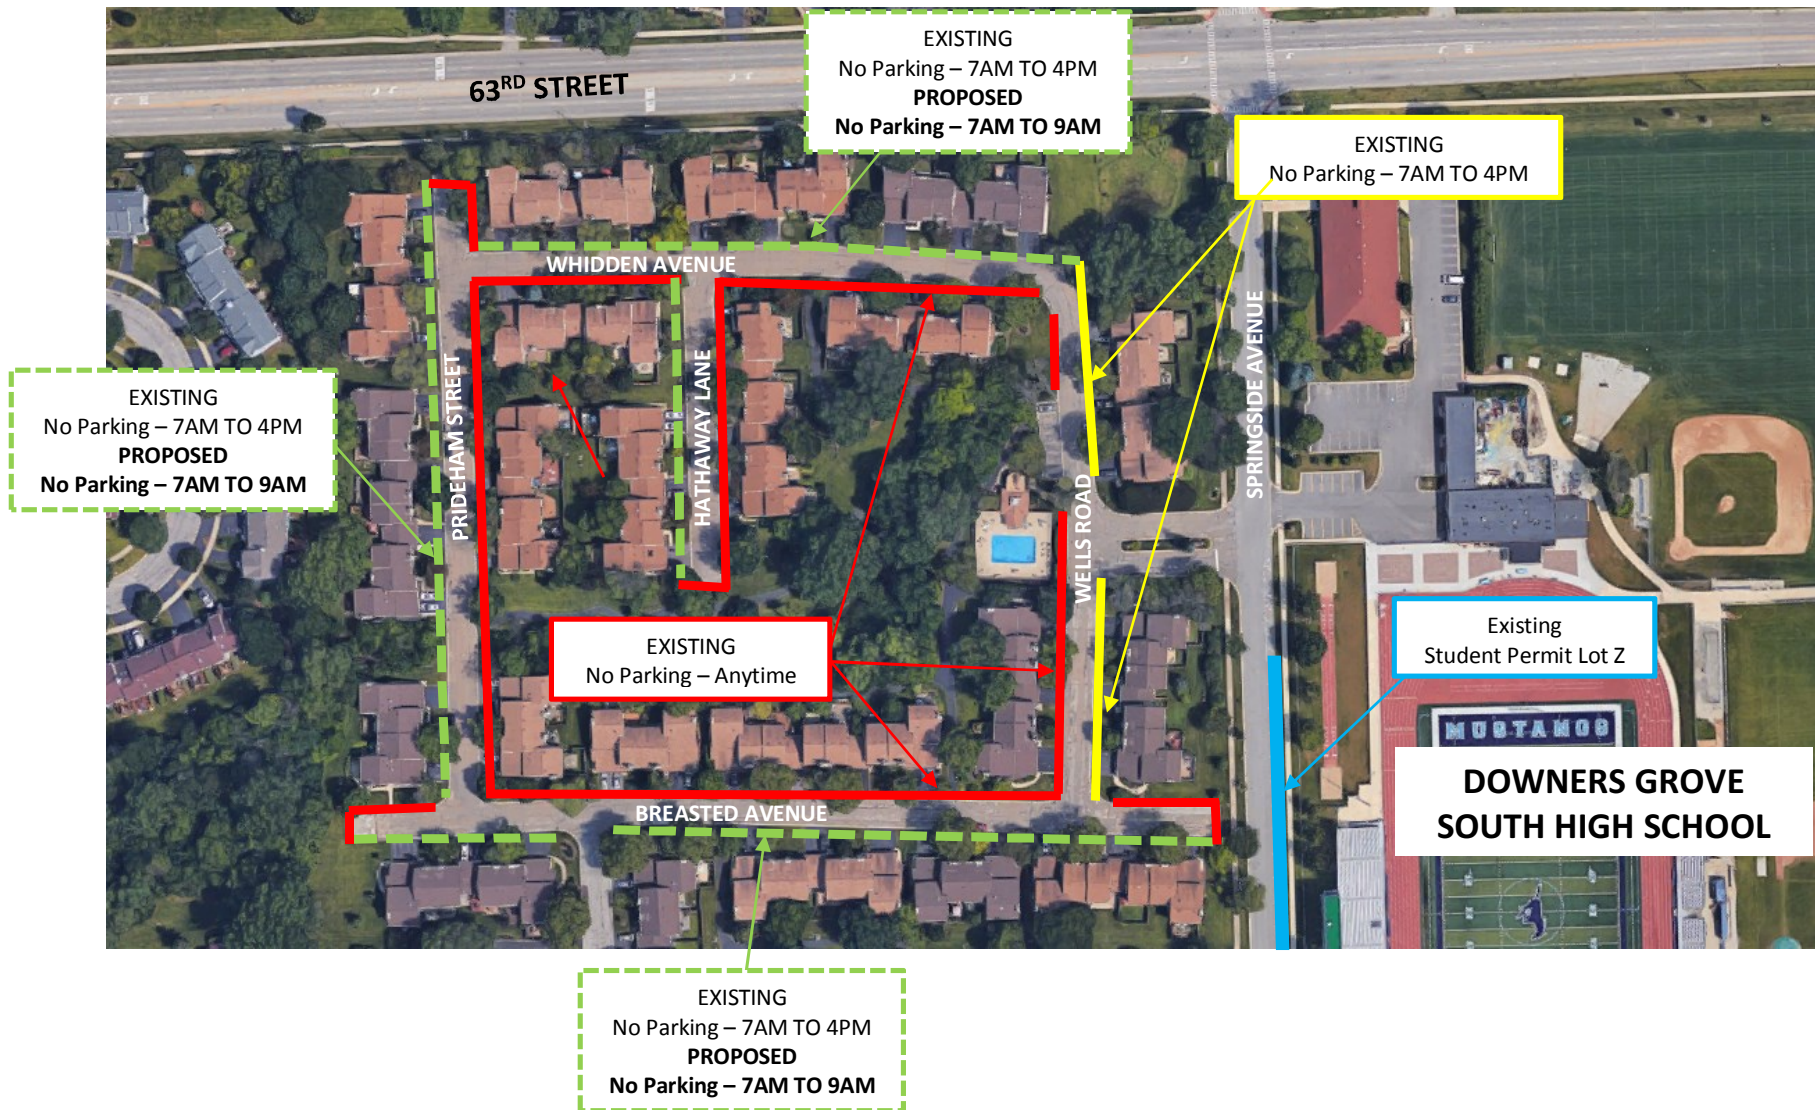 63RD STREET
EXISTING
No Parking – 7AM TO 4PM
PROPOSED
No Parking – 7AM TO 9AM
EXISTING
No Parking – 7AM TO 4PM
WHIDDEN AVENUE
EXISTING
No Parking – 7AM TO 4PM
PROPOSED
No Parking – 7AM TO 9AM
PRIDEHAM STREET
HATHAWAY LANE
WELLS ROAD
SPRINGSIDE AVENUE
EXISTING
No Parking – Anytime
Existing
Student Permit Lot Z
MUSTANGS
DOWNERS GROVE
SOUTH HIGH SCHOOL
BREASTED AVENUE
EXISTING
No Parking – 7AM TO 4PM
PROPOSED
No Parking – 7AM TO 9AM